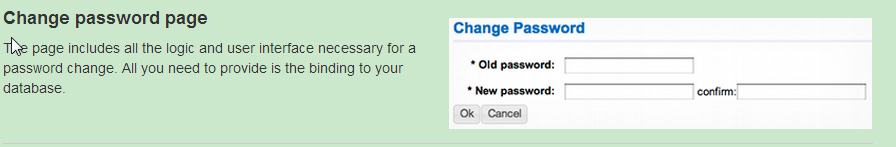 Change password page
The page includes all the logic and user interface necessary for a
password change. All you need to provide is the binding to your
database.
Change Password
* Old password:
* New password: confirm:
Ok Cancel